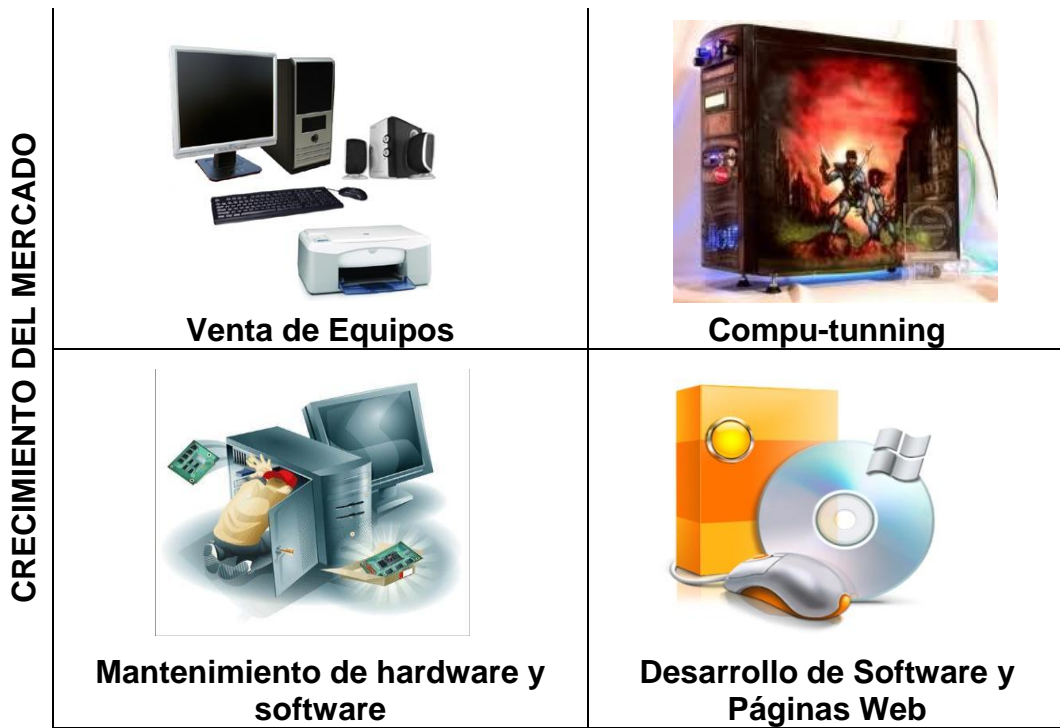 CRECIMIENTO DEL MERCADO
Venta de Equipos
Compu-tunning
Mantenimiento de hardware y
software
Desarrollo de Software y
Páginas Web